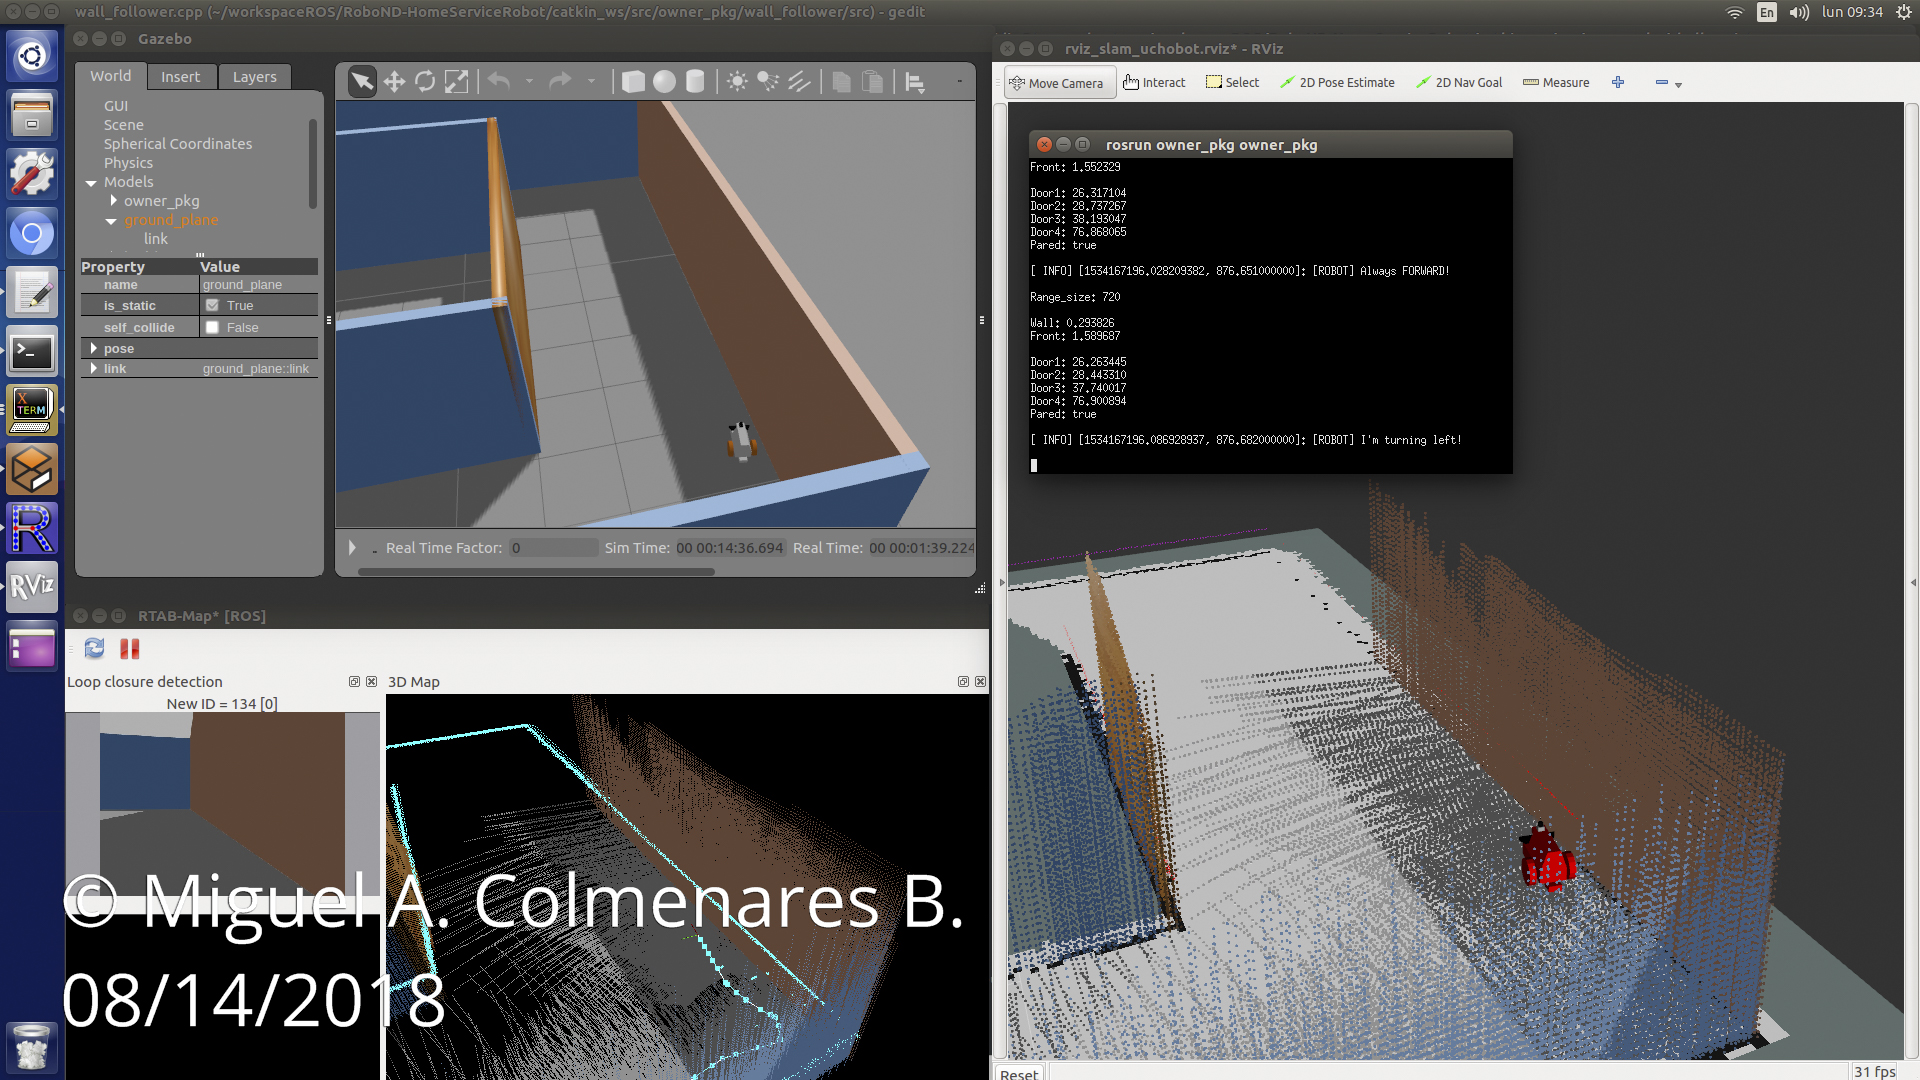 wall_follower.cpp (~/workspaceROS/RoboND-HomeServiceRobot/catkin_ws/src/owner_pkg/wall_follower/src) - gedit
En
lun 09:34
Gazebo
World Insert Layers
GUI
Scene
Spherical Coordinates
Physics
Models
owner_pkg
ground_plane
link
Property Value
name ground_plane
is_static True
self_collide False
pose
link ground_plane::link
Real Time Factor: 0 Sim Time: 00 00:14:36.694 Real Time: 00 00:01:39.224
rviz_slam_uchobot.rviz* - RViz
Move Camera Interact Select 2D Pose Estimate 2D Nav Goal Measure
rosrun owner_pkg owner_pkg
Front: 1.552329
Door1: 26.317104
Door2: 28.737267
Door3: 38.193047
Door4: 76.868065
Pared: true
[ INFO] [1534167196.028209382, 876.651000000]: [ROBOT] Always FORWARD!
Range_size: 720
Wall: 0.293826
Front: 1.589687
Door1: 26.263445
Door2: 28.443310
Door3: 37.740017
Door4: 76.900894
Pared: true
[ INFO] [1534167196.086928937, 876.682000000]: [ROBOT] I'm turning left!
X
TERM
R
RViz
RTAB-Map* [ROS]
Loop closure detection
New ID = 134 [0]
3D Map
© Miguel A. Colmenares B.
08/14/2018
Reset
31 fps